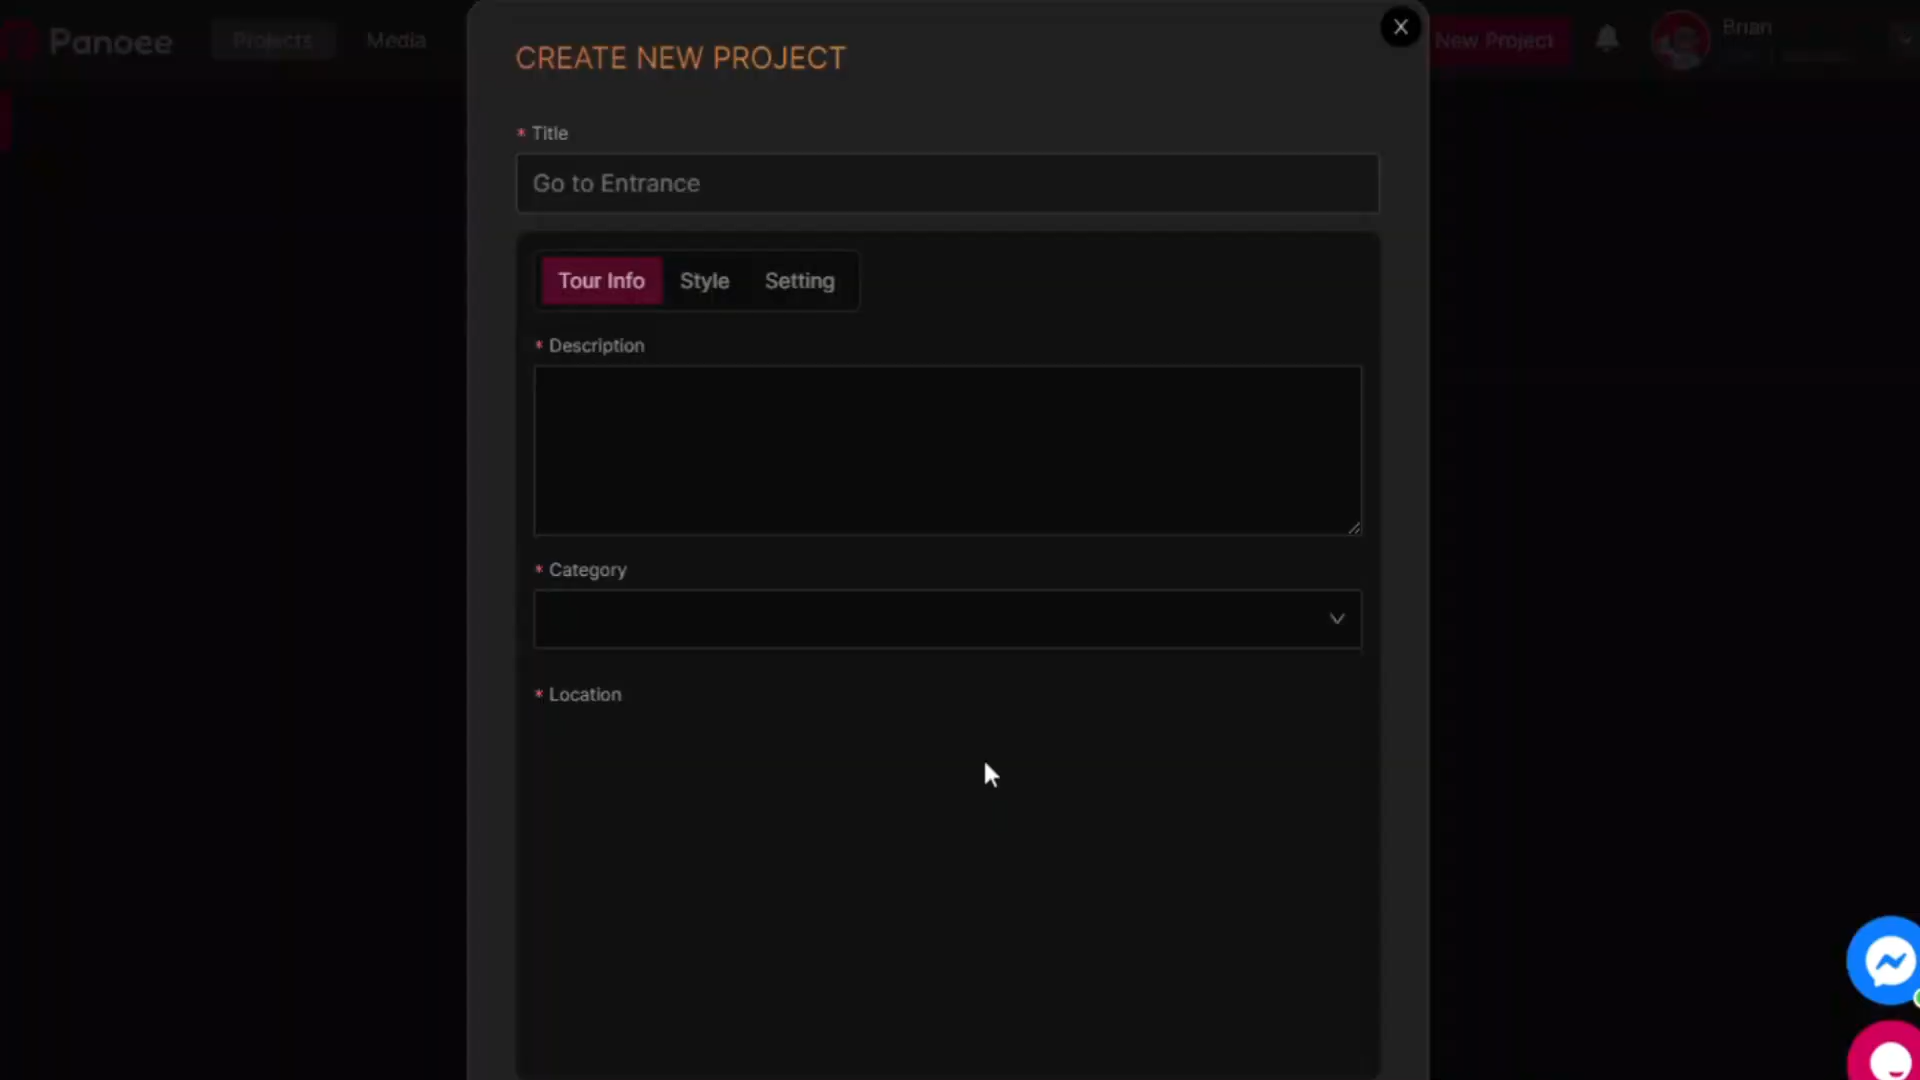 Panoee
Projects
Media
New Project
Brian
CREATE NEW PROJECT
* Title
Go to Entrance
Tour Info
Style
Setting
* Description
* Category
* Location